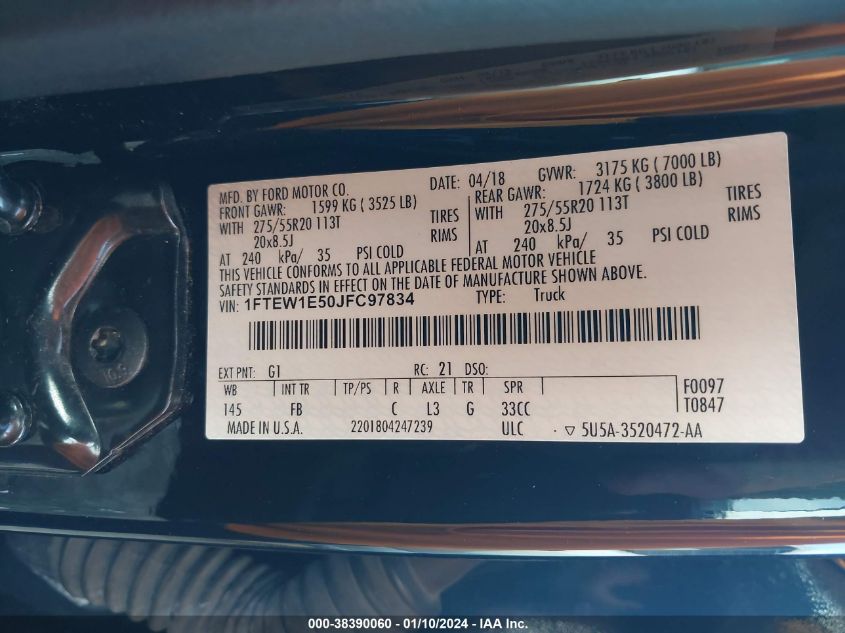 MFD. BY FORD MOTOR CO. DATE: 04/18 GVWR: 3175 KG ( 7000 LB)
FRONT GAWR: 1599 KG ( 3525 LB) REAR GAWR: 1724 KG ( 3800 LB)
WITH 275/55R20 113T TIRES WITH 275/55R20 113T TIRES
20x8.5J RIMS 20x8.5J RIMS
AT 240 kPa/ 35 PSI COLD AT 240 kPa/ 35 PSI COLD
THIS VEHICLE CONFORMS TO ALL APPLICABLE FEDERAL MOTOR VEHICLE
SAFETY STANDARDS IN EFFECT ON THE DATE OF MANUFACTURE SHOWN ABOVE.
VIN: 1FTEW1E50JFC97834 TYPE: Truck
EXT PNT: G1 RC: 21 DSO:
WB INT TR TP/PS R AXLE TR SPR F0097
145 FB C L3 G 33CC T0847
MADE IN U.S.A. 2201804247239 ULC ▽ 5U5A-3520472-AA
000-38390060 - 01/10/2024 - IAA Inc.